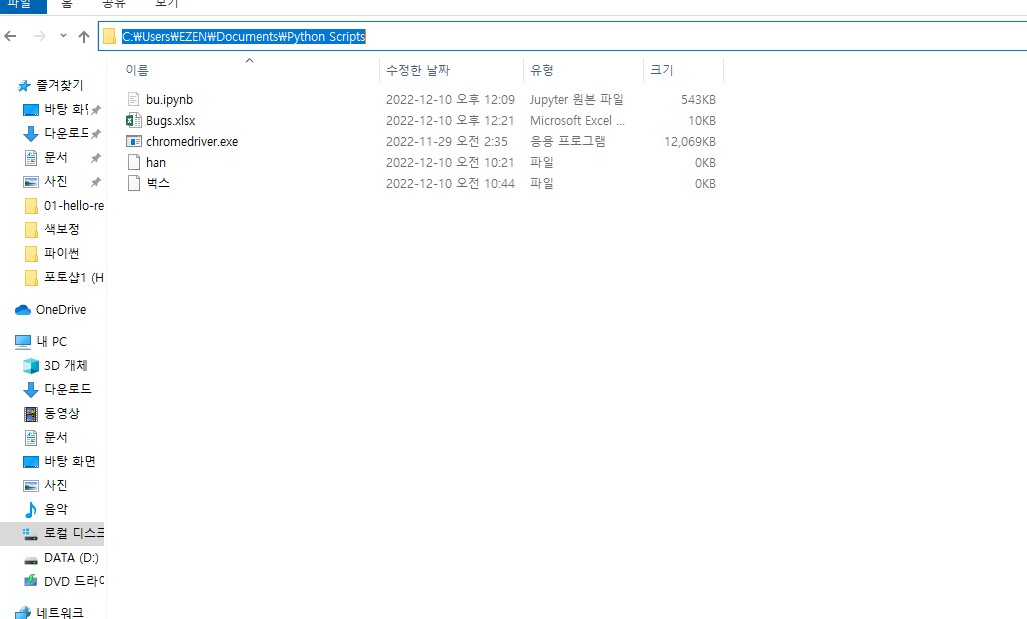 파일 홈 공유 보기
C:₩Users₩EZEN₩Documents₩Python Scripts
이름 수정한 날짜 유형 크기
bu.ipynb 2022-12-10 오후 12:09 Jupyter 원본 파일 543KB
Bugs.xlsx 2022-12-10 오후 12:21 Microsoft Excel ... 10KB
chromedriver.exe 2022-11-29 오전 2:35 응용 프로그램 12,069KB
han 2022-12-10 오전 10:21 파일 0KB
벅스 2022-12-10 오전 10:44 파일 0KB
즐겨찾기
바탕
다운로드
문서
사진
01-hello-re
색보정
파이썬
포토샵1 (H
OneDrive
내 PC
3D 개체
다운로드
동영상
문서
바탕 화면
사진
음악
로컬 디스크
DATA (D:)
DVD 드라이
네트워크